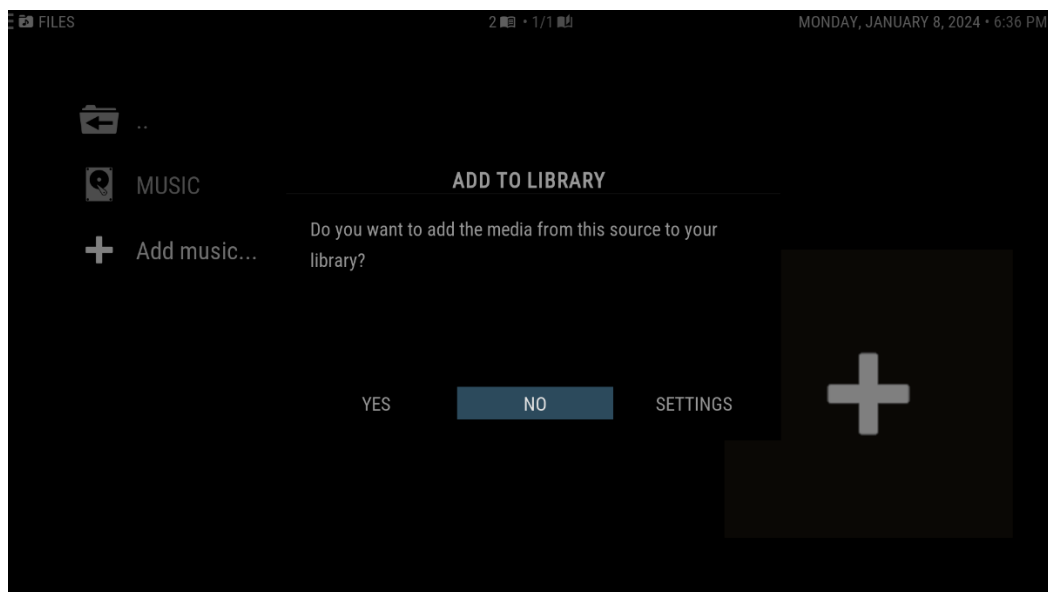 FILES
2 • 1/1
MONDAY, JANUARY 8, 2024 • 6:36 PM
..
MUSIC
Add music...
ADD TO LIBRARY
Do you want to add the media from this source to your
library?
YES
NO
SETTINGS